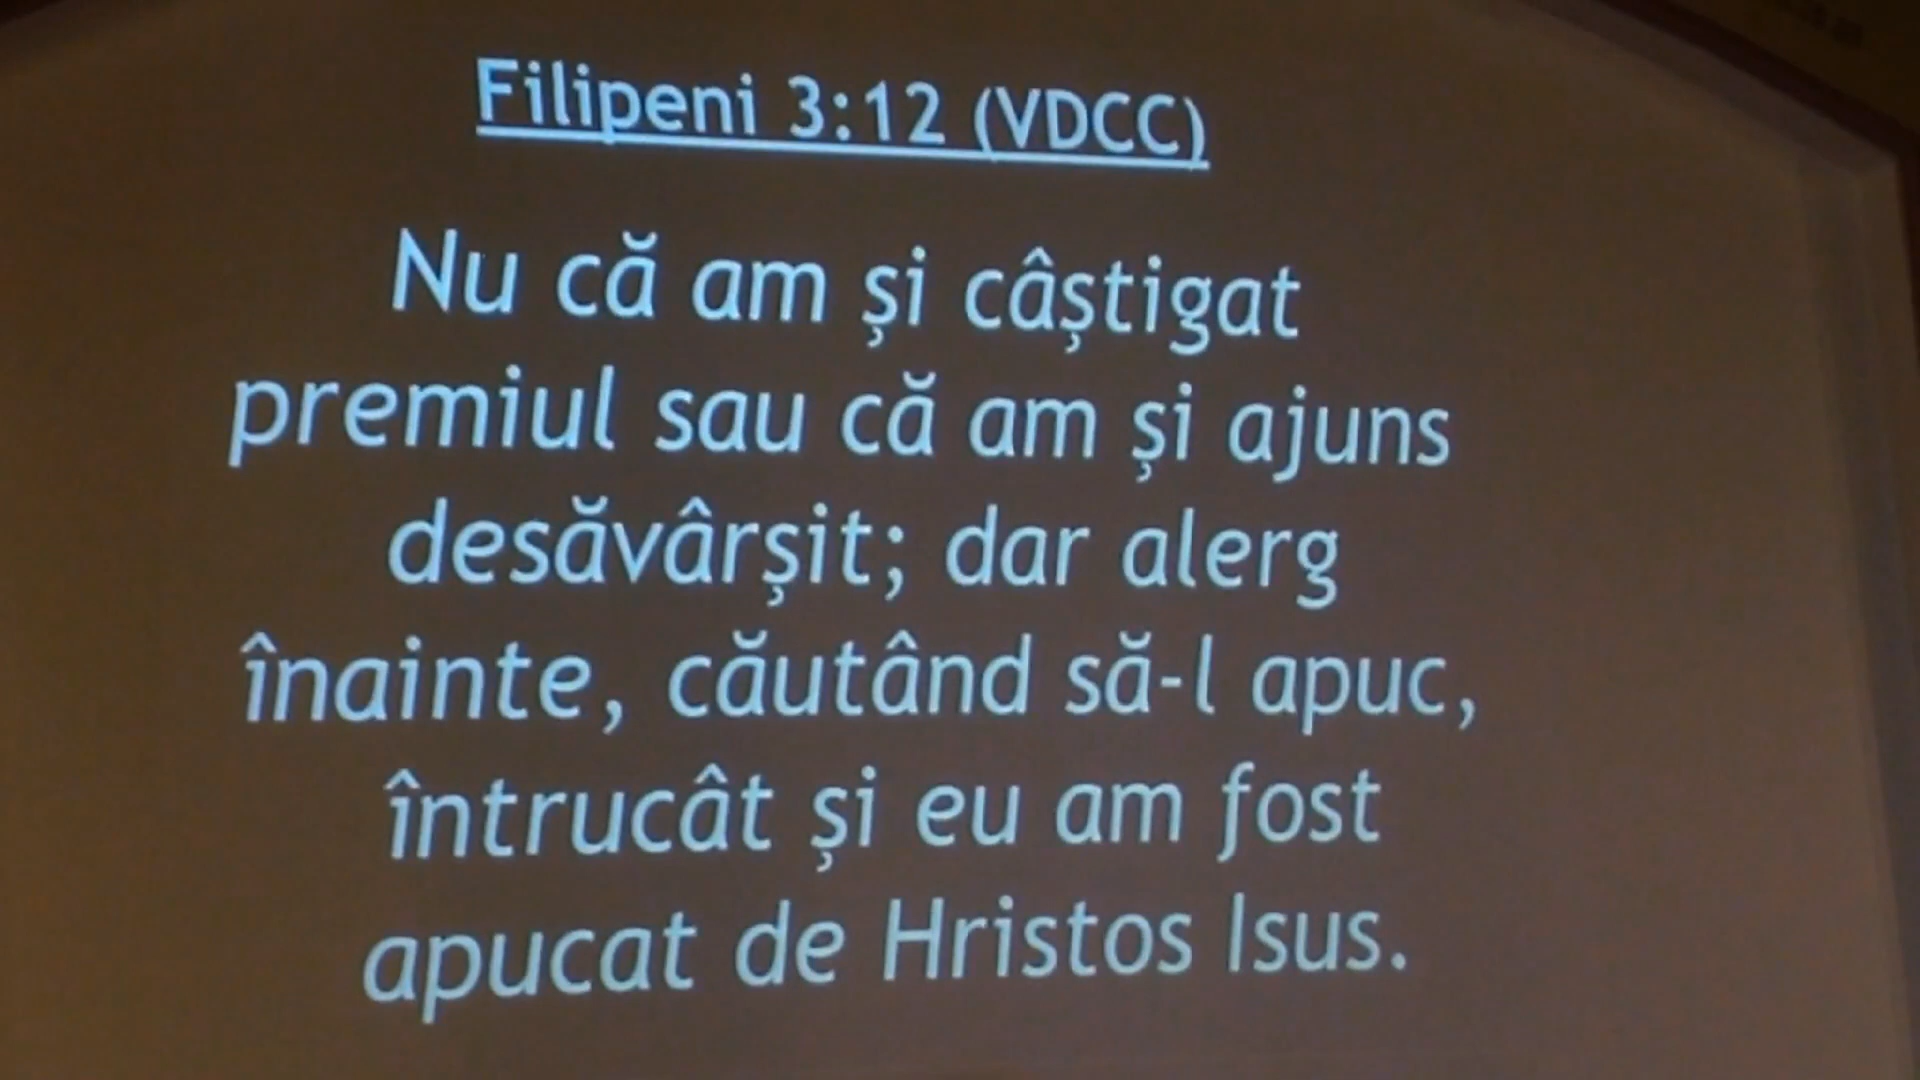 Filipeni 3:12 (VDCC)
Nu că am și câștigat
premiul sau că am și ajuns
desăvârșit; dar alerg
înainte, căutând să-l apuc,
întrucât și eu am fost
apucat de Hristos Isus.